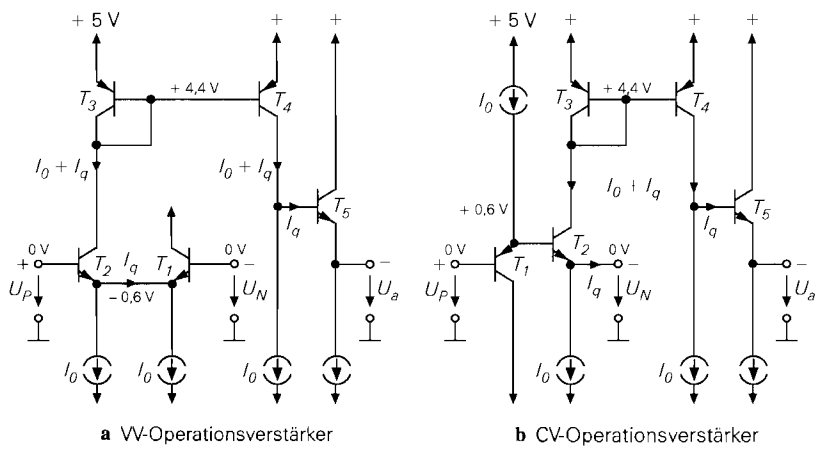 + 5 V + + + 5 V + +
I0
+ 4,4 V + 4,4 V
T3 T4 T3 T4
I0 + Iq I0 + Iq I0 + Iq
+ 0,6 V
Iq T5 Iq T5
0 V 0 V 0 V 0 V
+ T2 Iq T1 − − + T1 T2 − −
− 0,6 V Iq
UP UN Ua UP UN Ua
I0 I0 I0 I0 I0
a VV-Operationsverstärker b CV-Operationsverstärker